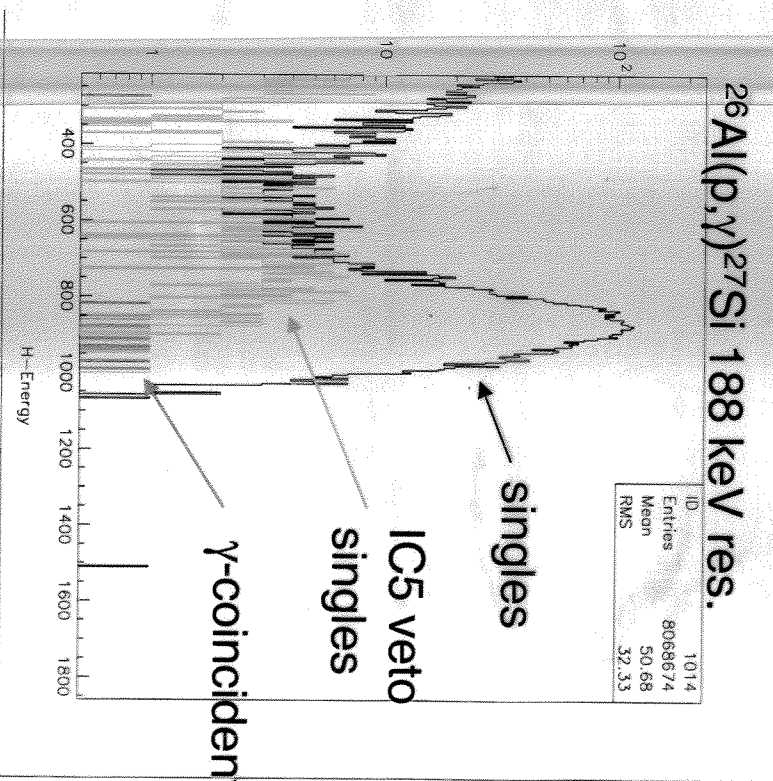 ²⁶Al(p,γ)²⁷Si 188 keV res.
ID 1014
Entries 8068674
Mean 50.68
RMS 32.33
10²
10
1
singles
IC5 veto
singles
γ-coinciden
400 600 800 1000 1200 1400 1600 1800
H-Energy